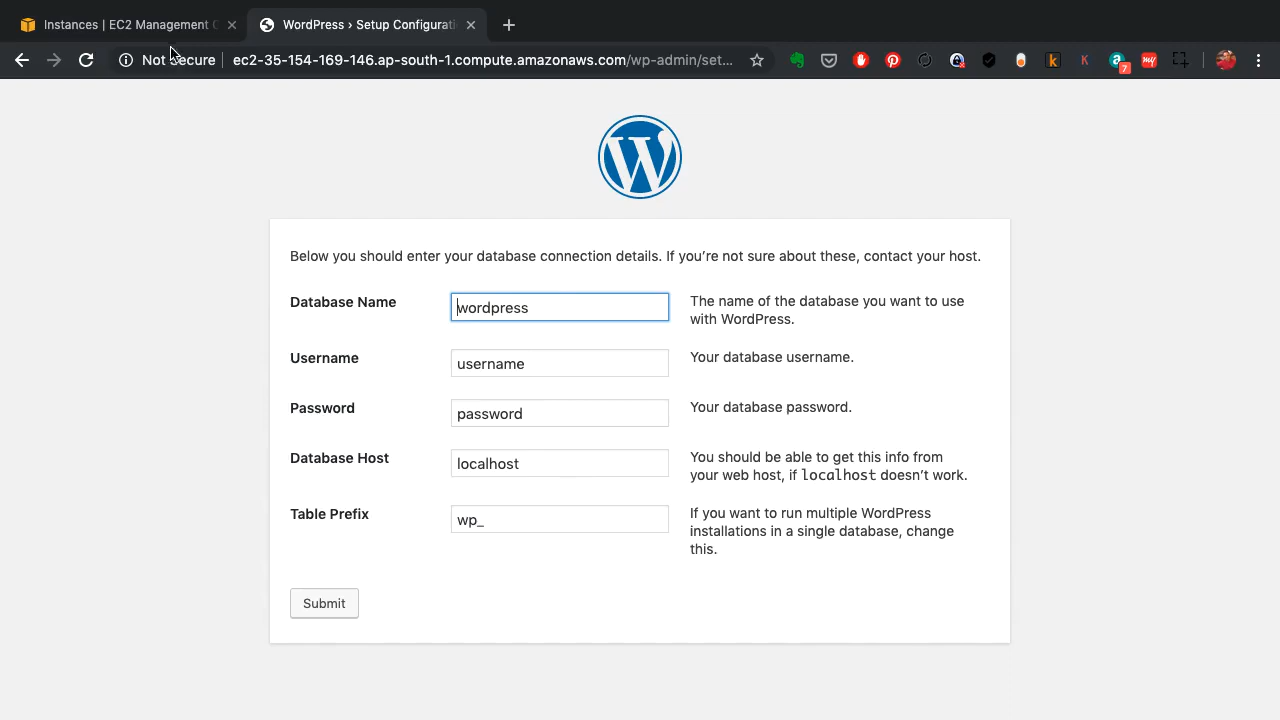 Instances | EC2 Management C
WordPress › Setup Configurati
Not Secure
ec2-35-154-169-146.ap-south-1.compute.amazonaws.com/wp-admin/set...
k
K
a
7
my
W
Below you should enter your database connection details. If you’re not sure about these, contact your host.
Database Name
wordpress
The name of the database you want to use
with WordPress.
Username
username
Your database username.
Password
password
Your database password.
Database Host
localhost
You should be able to get this info from
your web host, if localhost doesn’t work.
Table Prefix
wp_
If you want to run multiple WordPress
installations in a single database, change
this.
Submit